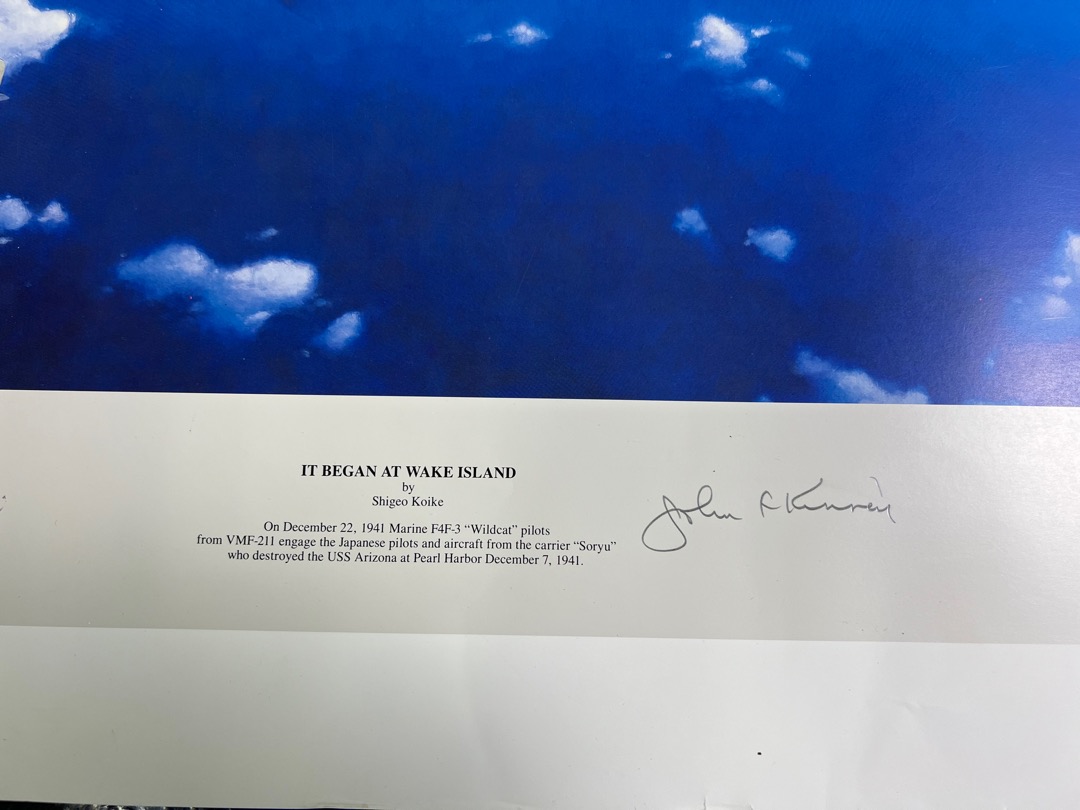 IT BEGAN AT WAKE ISLAND
by
Shigeo Koike
On December 22, 1941 Marine F4F-3 “Wildcat” pilots
from VMF-211 engage the Japanese pilots and aircraft from the carrier “Soryu”
who destroyed the USS Arizona at Pearl Harbor December 7, 1941.
John F Kinney